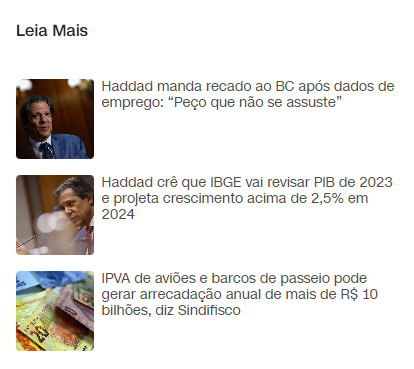 Leia Mais
Haddad manda recado ao BC após dados de
emprego: “Peço que não se assuste”
Haddad crê que IBGE vai revisar PIB de 2023
e projeta crescimento acima de 2,5% em
2024
IPVA de aviões e barcos de passeio pode
gerar arrecadação anual de mais de R$ 10
bilhões, diz Sindifisco
20